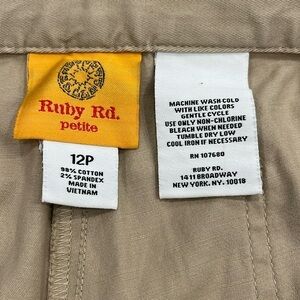 Ruby Rd.
petite
12P
98% COTTON
2% SPANDEX
MADE IN
VIETNAM
MACHINE WASH COLD
WITH LIKE COLORS
GENTLE CYCLE
USE ONLY NON-CHLORINE
BLEACH WHEN NEEDED
TUMBLE DRY LOW
COOL IRON IF NECESSARY
RN 107680
RUBY RD.
1411 BROADWAY
NEW YORK, NY. 10018